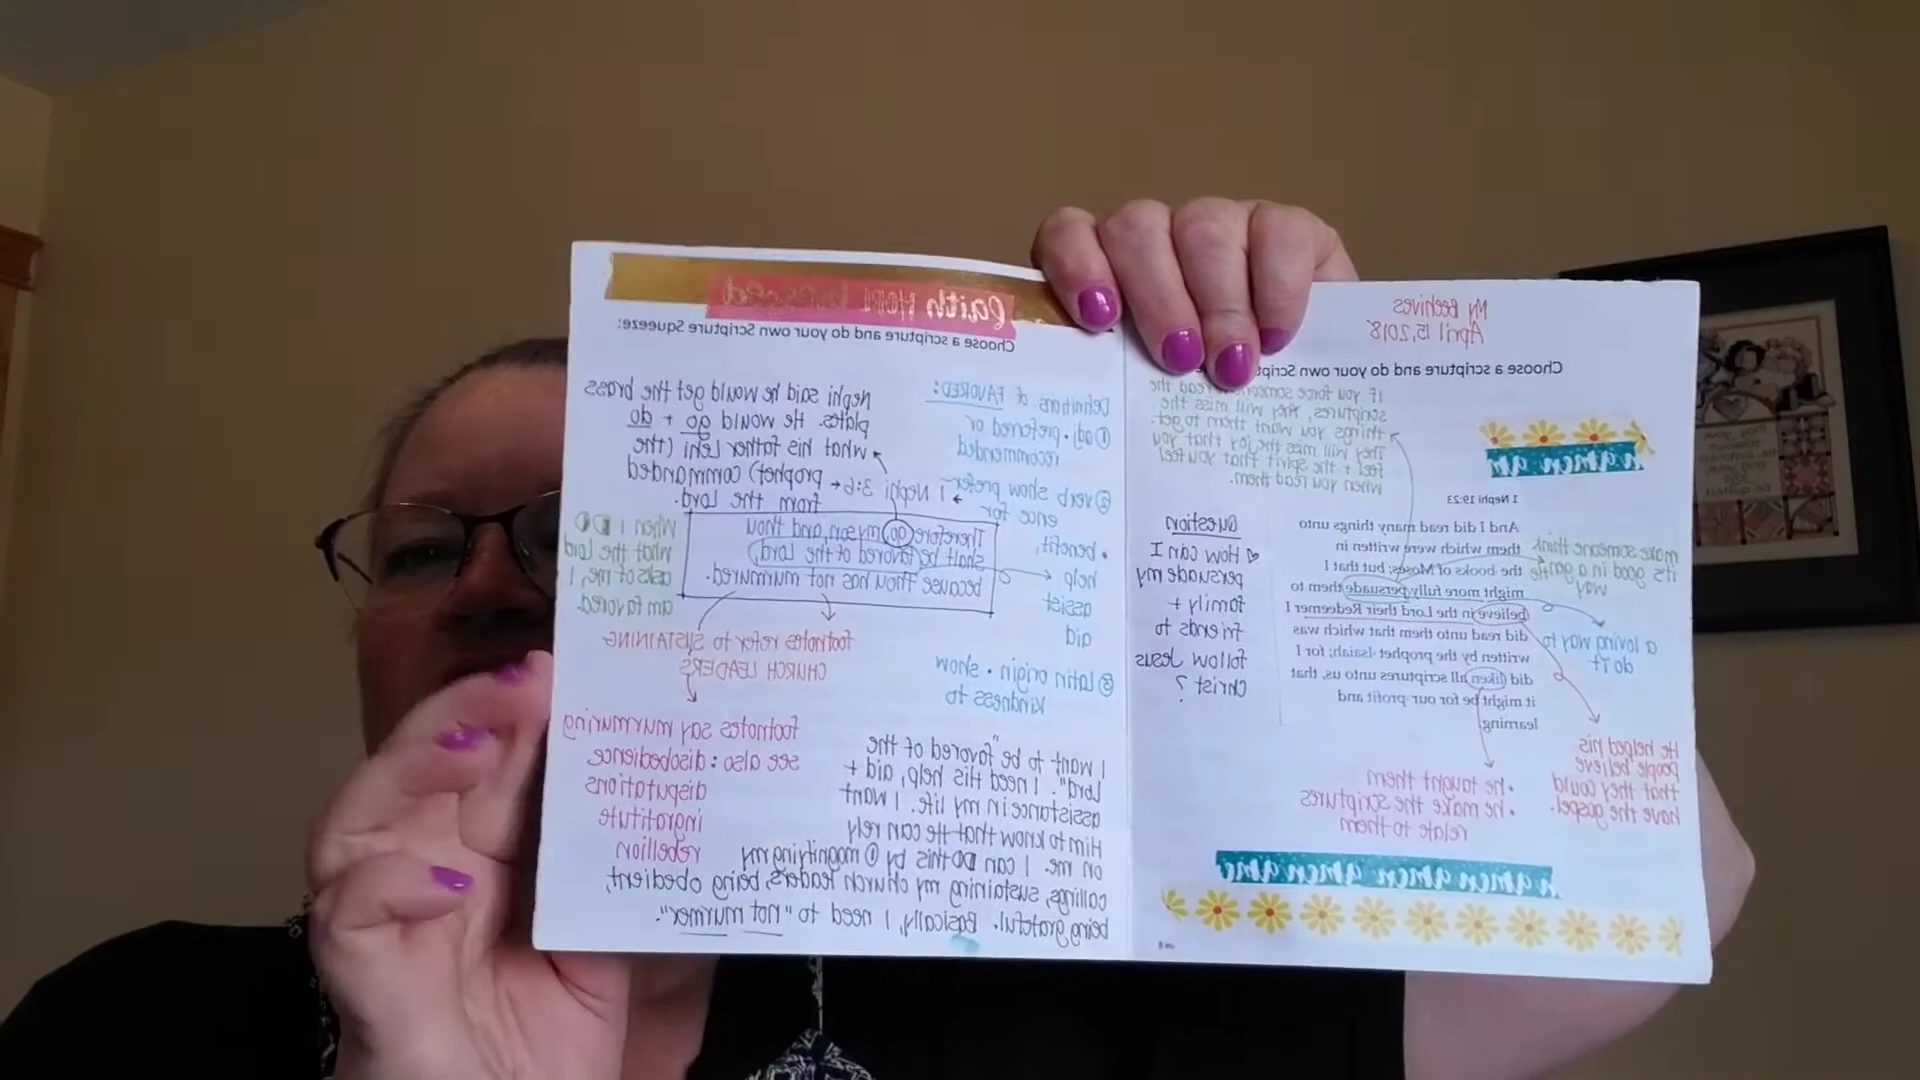 My Beehives
April 15, 2018
Choose a scripture and do your own Scrip
If you force someone read the
scriptures, they will miss the
things you want them to get.
They will miss the joy that you
feel & the spirit that you feel
when you read them.
n amen am
1 Nephi 19:23
And I did read many things unto
them which were written in
the books of Moses; but that I
might more fully persuade them to
believe in the Lord their Redeemer I
did read unto them that which was
written by the prophet Isaiah; for I
did liken all scriptures unto us, that
it might be for our profit and
learning.
make someone think
it's good in a gentle
way
a loving way to
do it
He helped his
people believe
that they could
have the gospel.
• he taught them
• he make the scriptures
relate to them
Question
♡ How can I
persuade my
family +
friends to
follow Jesus
Christ?
n amen amen amen ame
faith HOPE
Choose a scripture and do your own Scripture Squeeze:
Definitions of FAVORED:
① adj. • preferred or
recommended
② verb show prefer-
ence for
• benefit,
help
assist
aid
③ latin origin • show
kindness to
Nephi said he would get the brass
plates. He would go + do
what his father Lehi (the
prophet) commanded
from the Lord.
→ 1 Nephi 3:6 →
Therefore go, my son, and thou
shalt be favored of the Lord,
because thou has not murmured.
When I DO
what the Lord
asks of me, I
am favored.
footnotes refer to SUSTAINING
CHURCH LEADERS
footnotes say murmuring
see also: disobedience
disputations
ingratitute
rebellion
I want to be "favored of the
Lord". I need His help, aid +
assistance in my life. I want
Him to know that He can rely
on me. I can DO this by ① magnifying my
callings, sustaining my church leaders, being obedient,
being grateful. Basically, I need to "not murmer".